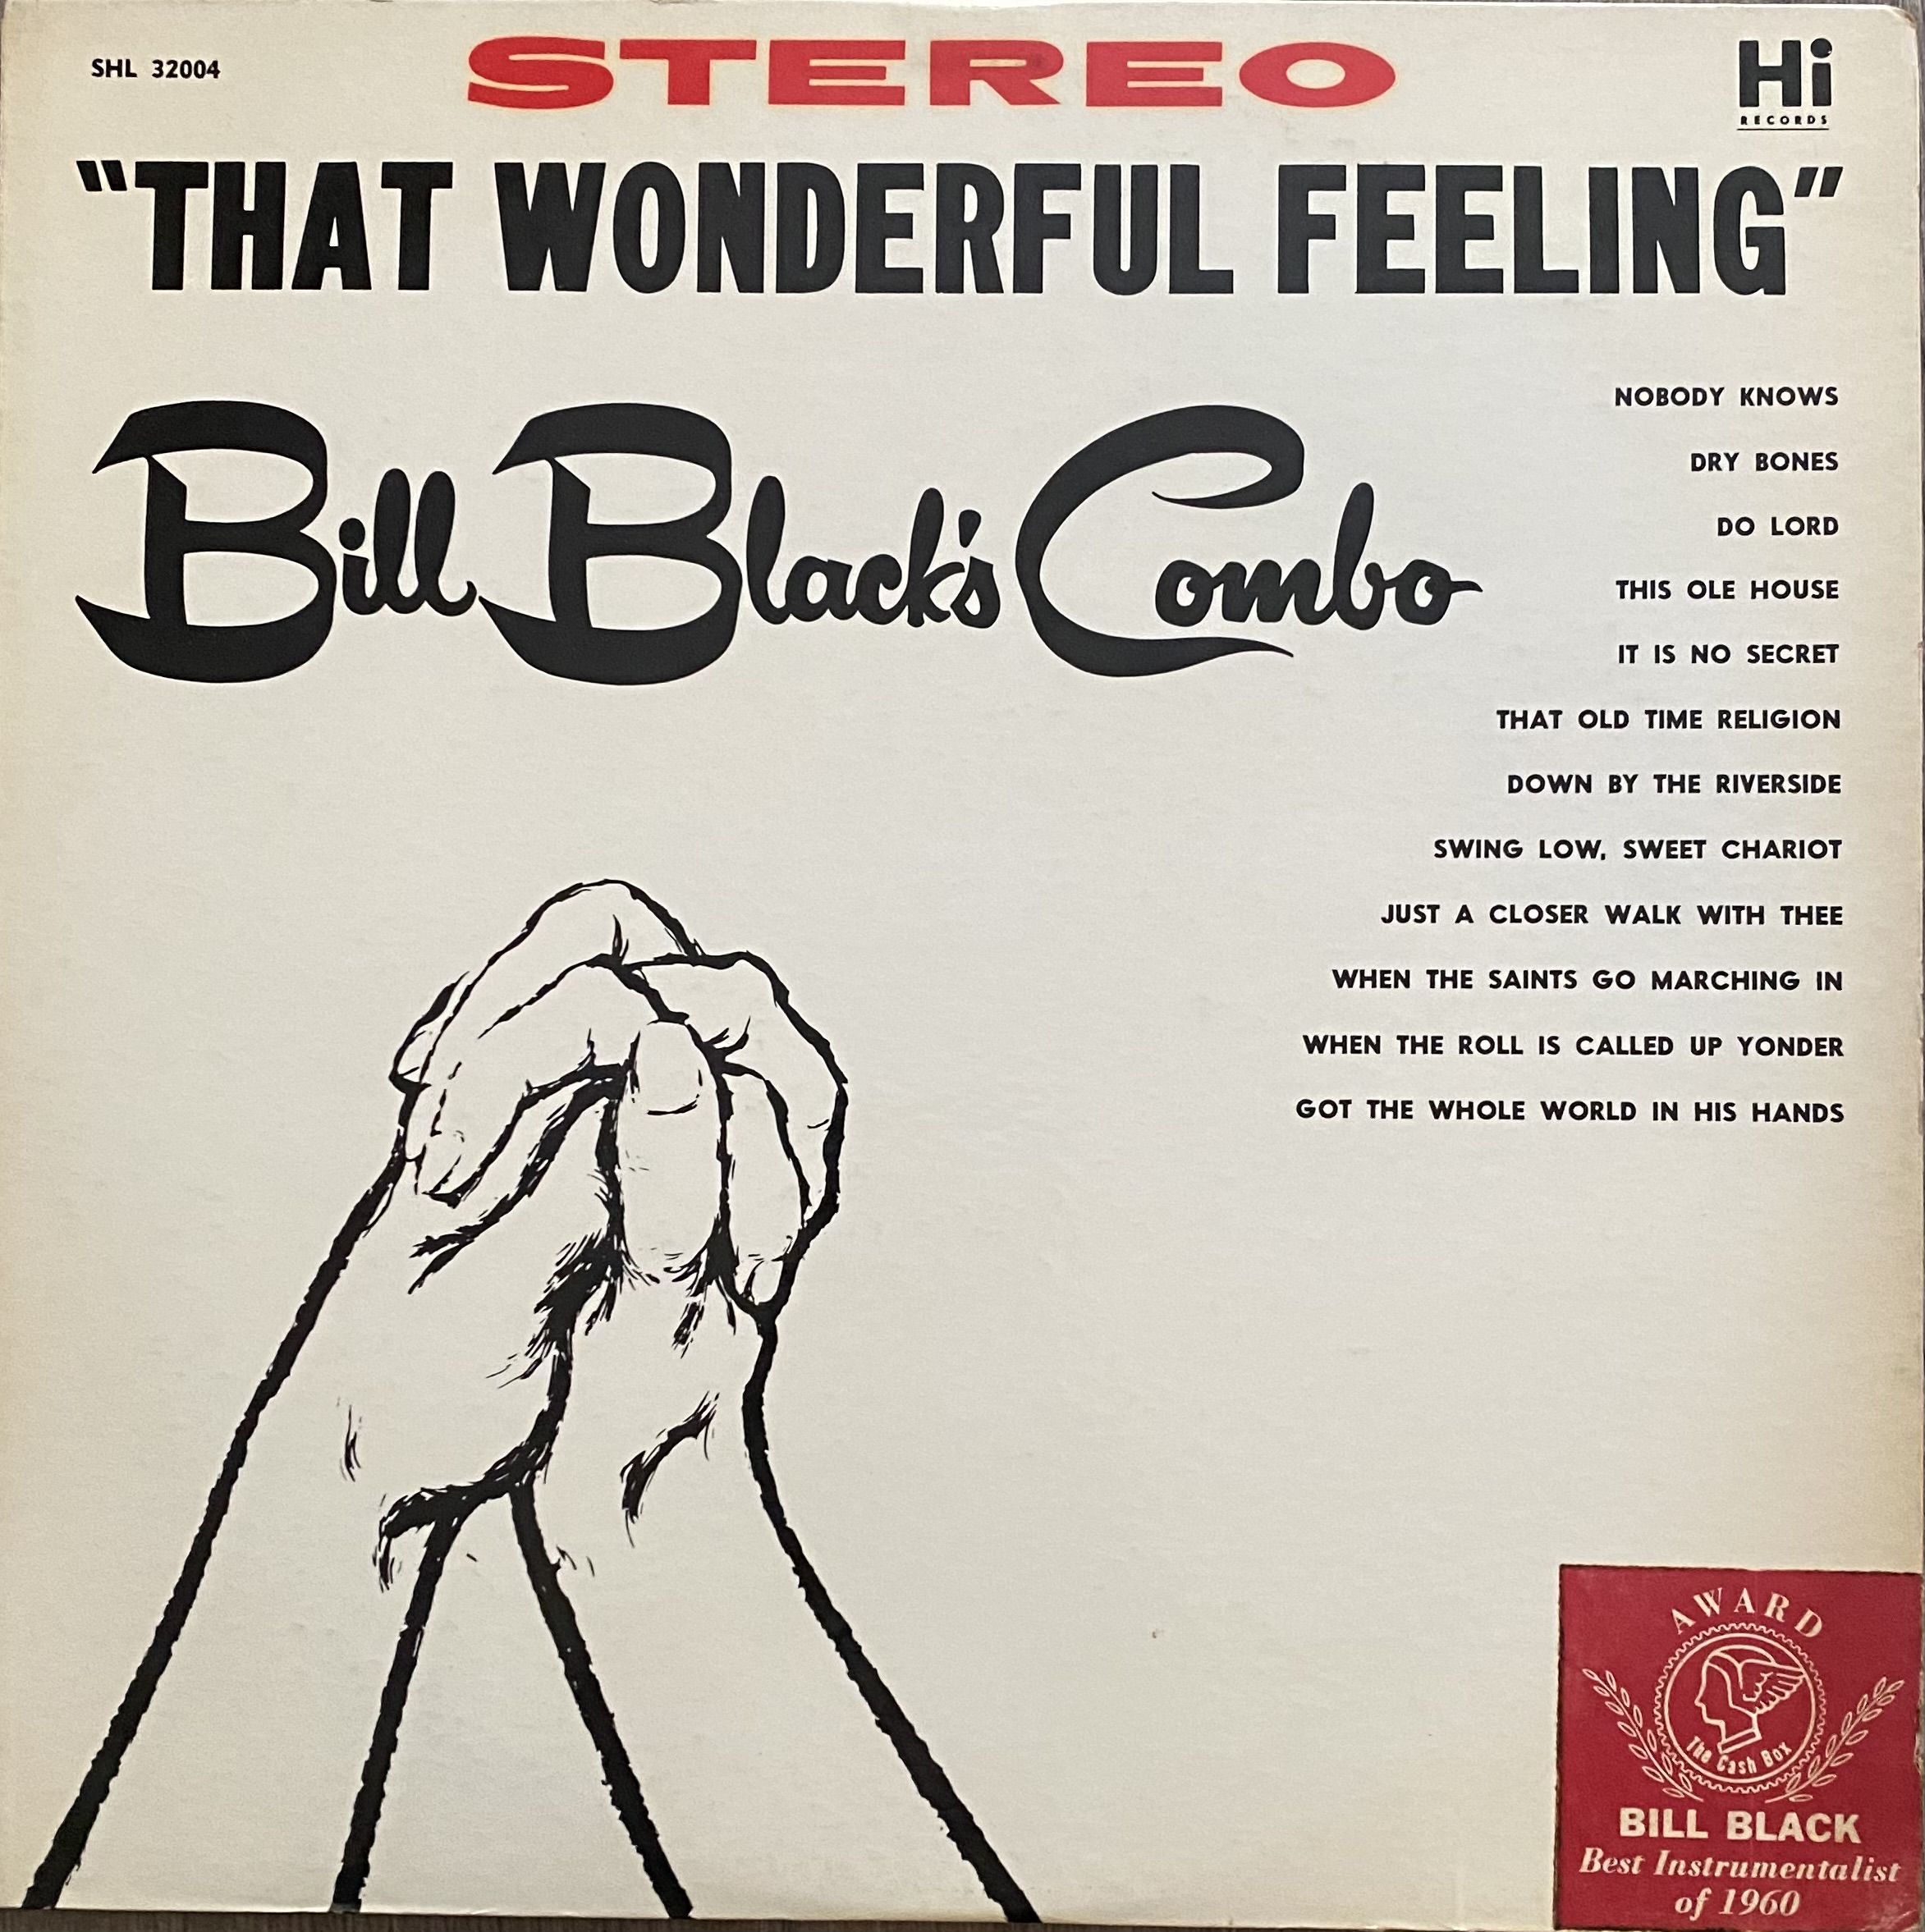 SHL 32004
STEREO
Hi
RECORDS
"THAT WONDERFUL FEELING"
Bill Black's Combo
NOBODY KNOWS
DRY BONES
DO LORD
THIS OLE HOUSE
IT IS NO SECRET
THAT OLD TIME RELIGION
DOWN BY THE RIVERSIDE
SWING LOW, SWEET CHARIOT
JUST A CLOSER WALK WITH THEE
WHEN THE SAINTS GO MARCHING IN
WHEN THE ROLL IS CALLED UP YONDER
GOT THE WHOLE WORLD IN HIS HANDS
AWARD
The Cash Box
BILL BLACK
Best Instrumentalist
of 1960